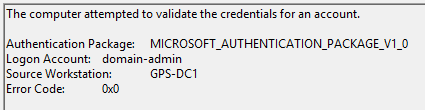 The computer attempted to validate the credentials for an account.
Authentication Package: MICROSOFT_AUTHENTICATION_PACKAGE_V1_0
Logon Account: domain-admin
Source Workstation: GPS-DC1
Error Code: 0x0